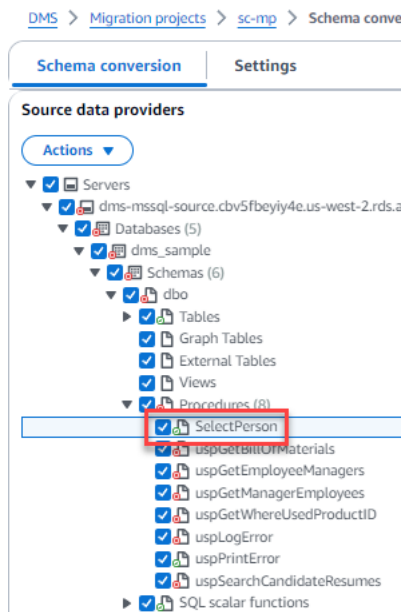 DMS > Migration projects > sc-mp > Schema conve
Schema conversion Settings
Source data providers
Actions
Servers
dms-mssql-source.cbv5fbeyiy4e.us-west-2.rds.a
Databases (5)
dms_sample
Schemas (6)
dbo
Tables
Graph Tables
External Tables
Views
Procedures (8)
SelectPerson
uspGetBillOfMaterials
uspGetEmployeeManagers
uspGetManagerEmployees
uspGetWhereUsedProductID
uspLogError
uspPrintError
uspSearchCandidateResumes
SQL scalar functions